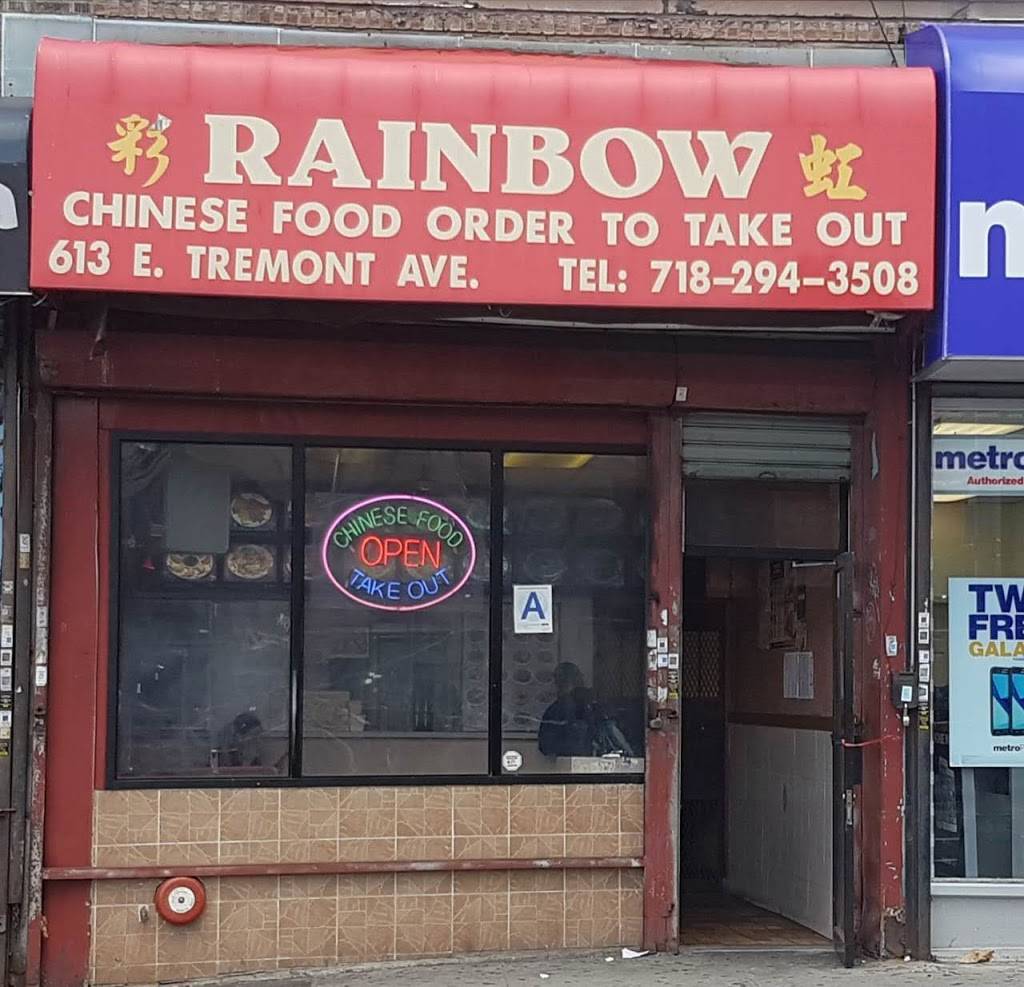 彩 RAINBOW 虹
CHINESE FOOD ORDER TO TAKE OUT
613 E. TREMONT AVE. TEL: 718-294-3508
CHINESE FOOD
OPEN
TAKE OUT
A
metro
Authorized
TW
FRE
GALA
metro